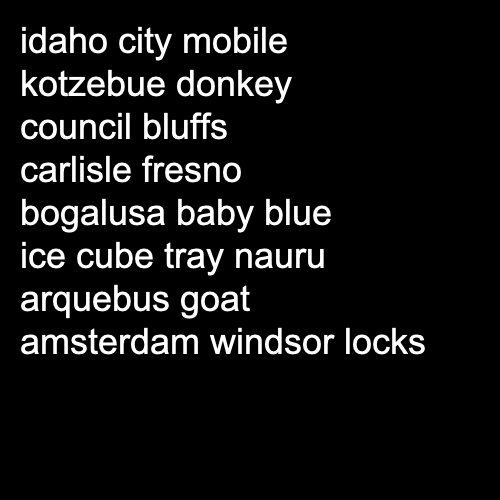 idaho city mobile
kotzebue donkey
council bluffs
carlisle fresno
bogalusa baby blue
ice cube tray nauru
arquebus goat
amsterdam windsor locks